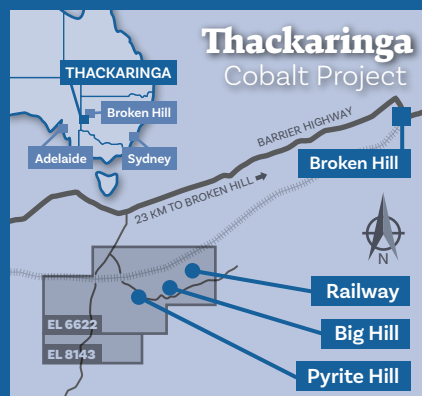 Thackaringa
Cobalt Project
THACKARINGA
Broken Hill
Adelaide
Sydney
BARRIER HIGHWAY
Broken Hill
23 KM TO BROKEN HILL
N
Railway
EL 6622
Big Hill
EL 8143
Pyrite Hill